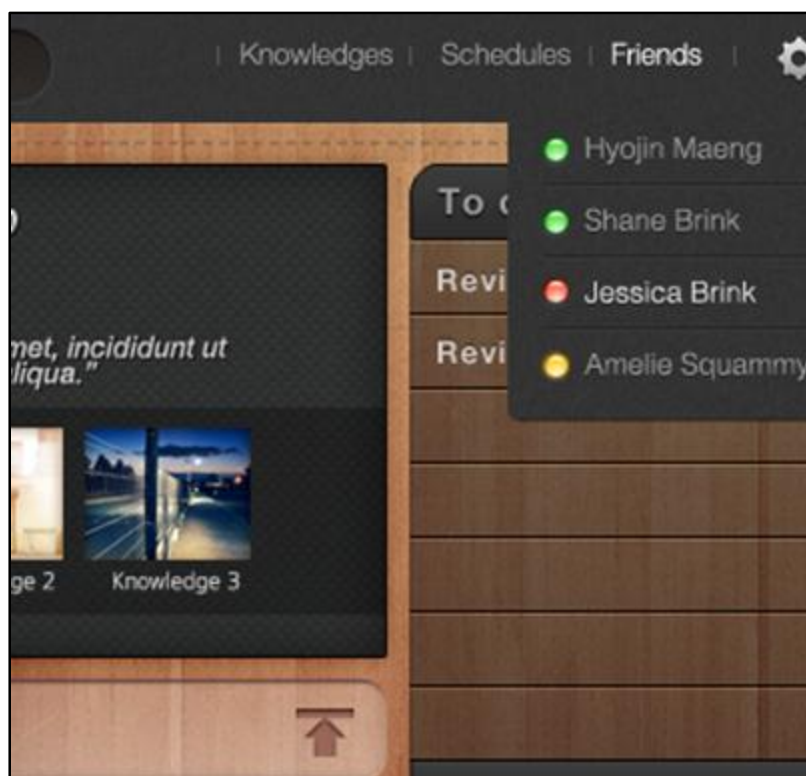 Knowledges Schedules Friends
Hyojin Maeng
Shane Brink
Jessica Brink
Amelie Squammy
To
met, incididunt ut
liqua.”
Knowledge 3
ge 2
Revi
Revi